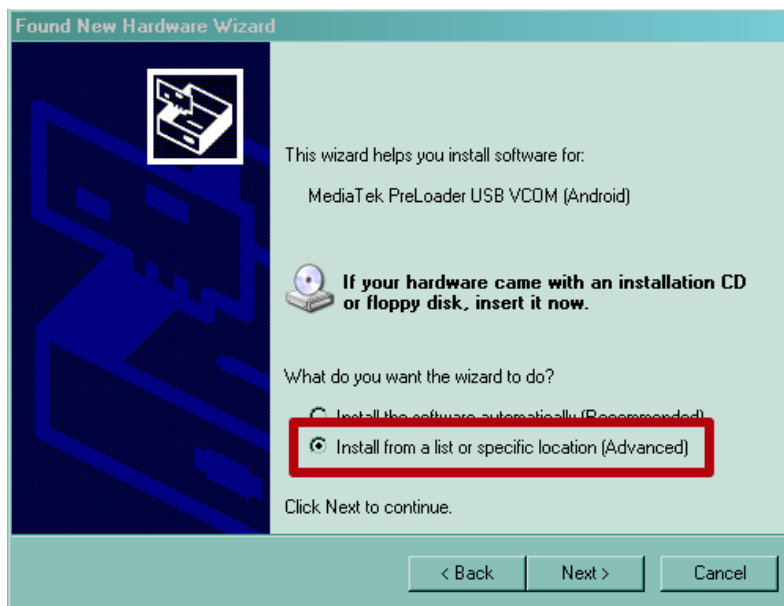 Found New Hardware Wizard
This wizard helps you install software for:
MediaTek PreLoader USB VCOM (Android)
If your hardware came with an installation CD
or floppy disk, insert it now.
What do you want the wizard to do?
Install the software automatically (Recommended)
Install from a list or specific location (Advanced)
Click Next to continue.
< Back Next > Cancel